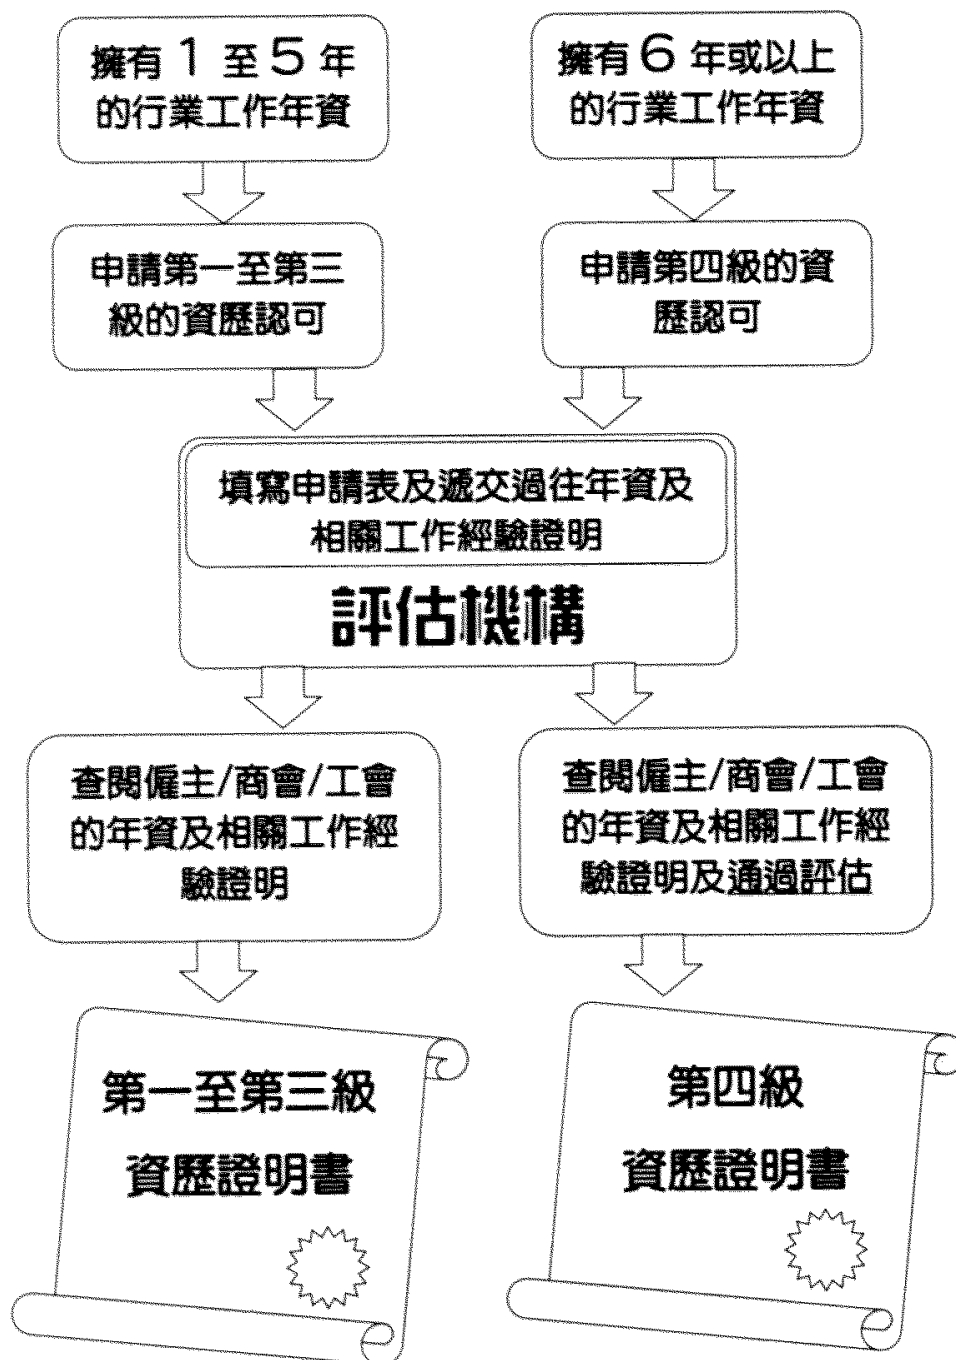 擁有 1 至 5 年
的行業工作年資
擁有 6 年或以上
的行業工作年資
申請第一至第三
級的資歷認可
申請第四級的資
歷認可
填寫申請表及遞交過往年資及
相關工作經驗證明
評估機構
查閱僱主/商會/工會
的年資及相關工作經
驗證明
查閱僱主/商會/工會
的年資及相關工作經
驗證明及通過評估
第一至第三級
資歷證明書
第四級
資歷證明書